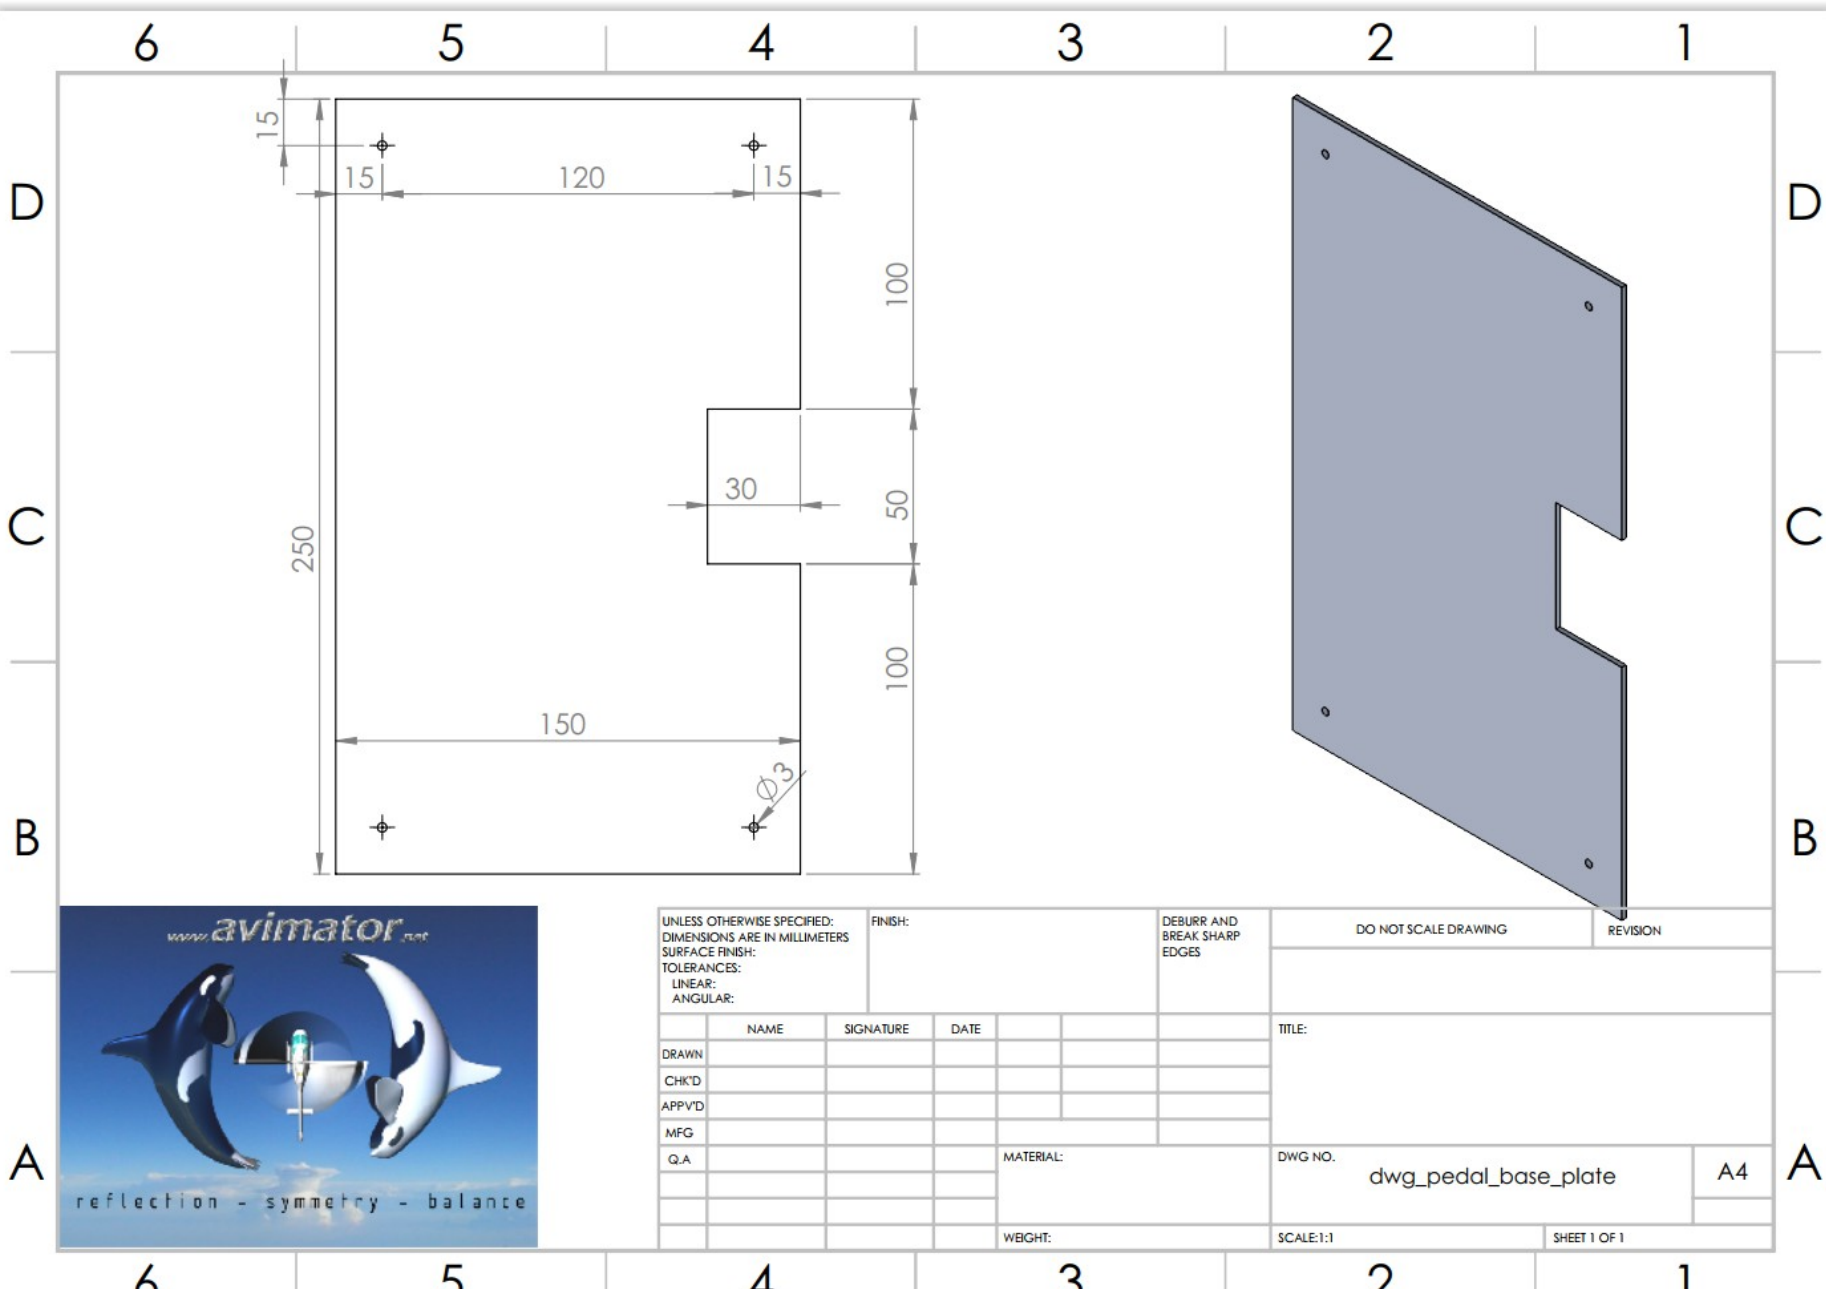 6 5 4 3 2 1
D D
15
15 120 15
100
C C
30
50
250
100
150
Ø3
B B
www.avimator.net
reflection - symmetry - balance
UNLESS OTHERWISE SPECIFIED:
DIMENSIONS ARE IN MILLIMETERS
SURFACE FINISH:
TOLERANCES:
LINEAR:
ANGULAR:
FINISH:
DEBURR AND
BREAK SHARP
EDGES
DO NOT SCALE DRAWING
REVISION
NAME SIGNATURE DATE
DRAWN
CHK'D
APPV'D
MFG
Q.A
TITLE:
MATERIAL:
DWG NO.
dwg_pedal_base_plate
A4
WEIGHT:
SCALE:1:1
SHEET 1 OF 1
A A
6 5 4 3 2 1